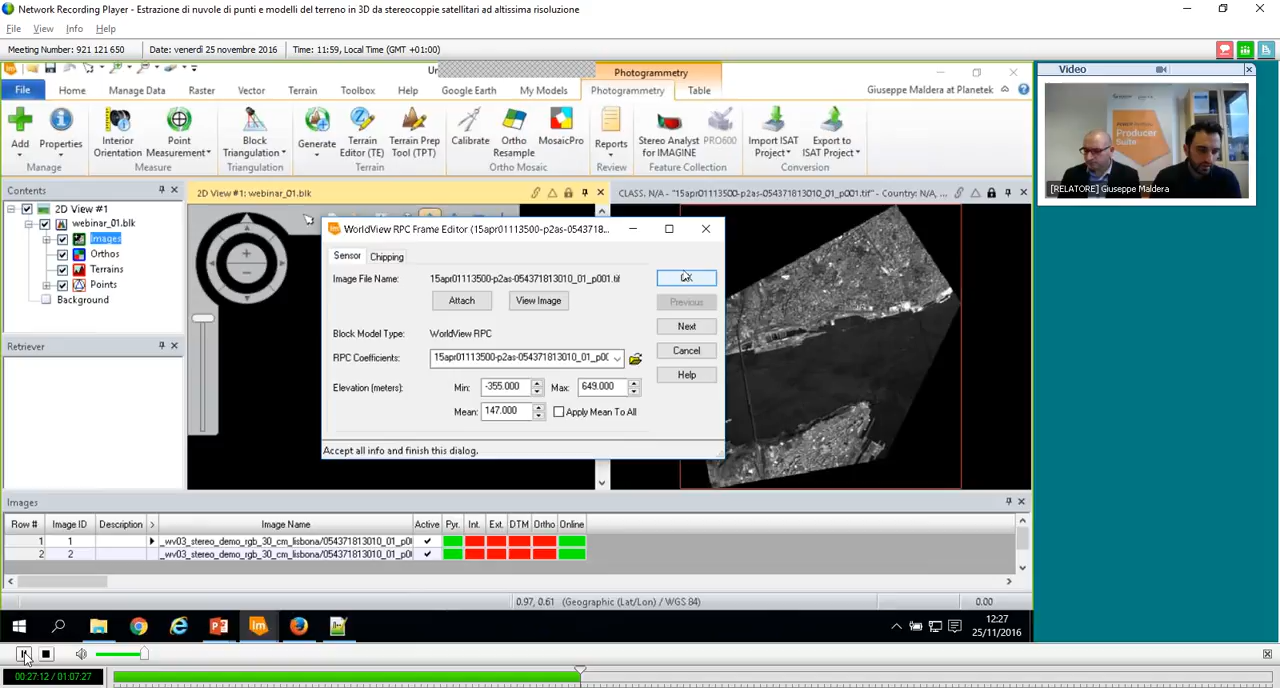 Network Recording Player - Estrazione di nuvole di punti e modelli del terreno in 3D da stereocoppie satellitari ad altissima risoluzione
File View Info Help
Meeting Number: 921 121 650 Date: venerdì 25 novembre 2016 Time: 11:59, Local Time (GMT +01:00)
Photogrammetry
File Home Manage Data Raster Vector Terrain Toolbox Help Google Earth My Models Photogrammetry Table Giuseppe Maldera at Planetek
Add Properties Interior Orientation Point Measurement Block Triangulation Generate Terrain Editor (TE) Terrain Prep Tool (TPT) Calibrate Ortho Resample MosaicPro Reports Stereo Analyst for IMAGINE PRO600 Import ISAT Project Export to ISAT Project
Manage Measure Triangulation Terrain Ortho Mosaic Review Feature Collection Conversion
Video
Producer Suite
[RELATORE] Giuseppe Maldera
Contents
2D View #1
webinar_01.blk
Images
Orthos
Terrains
Points
Background
Retriever
2D View #1: webinar_01.blk
CLASS. N/A - "15apr01113500-p2as-054371813010_01_p001.tif" - Country: N/A, ...
WorldView RPC Frame Editor (15apr01113500-p2as-0543718...
Sensor Chipping
Image File Name: 15apr01113500-p2as-054371813010_01_p001.tif
Attach View Image
Previous
Block Model Type: WorldView RPC
Next
RPC Coefficients: 15apr01113500-p2as-054371813010_01_p00
Cancel
Elevation (meters): Min: -355.000 Max: 649.000
Help
Mean: 147.000 Apply Mean To All
Accept all info and finish this dialog.
Images
Row # Image ID Description > Image Name Active Pyr. Int. Ext. DTM Ortho Online
1 1 _wv03_stereo_demo_rgb_30_cm_lisbona/054371813010_01_p0
2 2 _wv03_stereo_demo_rgb_30_cm_lisbona/054371813010_01_p0
0.97, 0.61 (Geographic (Lat/Lon) / WGS 84) 0.00
12:27
25/11/2016
00:27:12 / 01:07:27